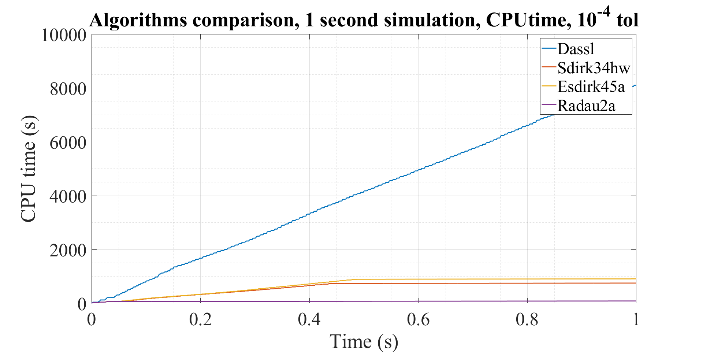 Algorithms comparison, 1 second simulation, CPUtime, 10⁻⁴ tol
10000
8000
6000
4000
2000
0
CPU time (s)
Dassl
Sdirk34hw
Esdirk45a
Radau2a
0
0.2
0.4
0.6
0.8
1
Time (s)